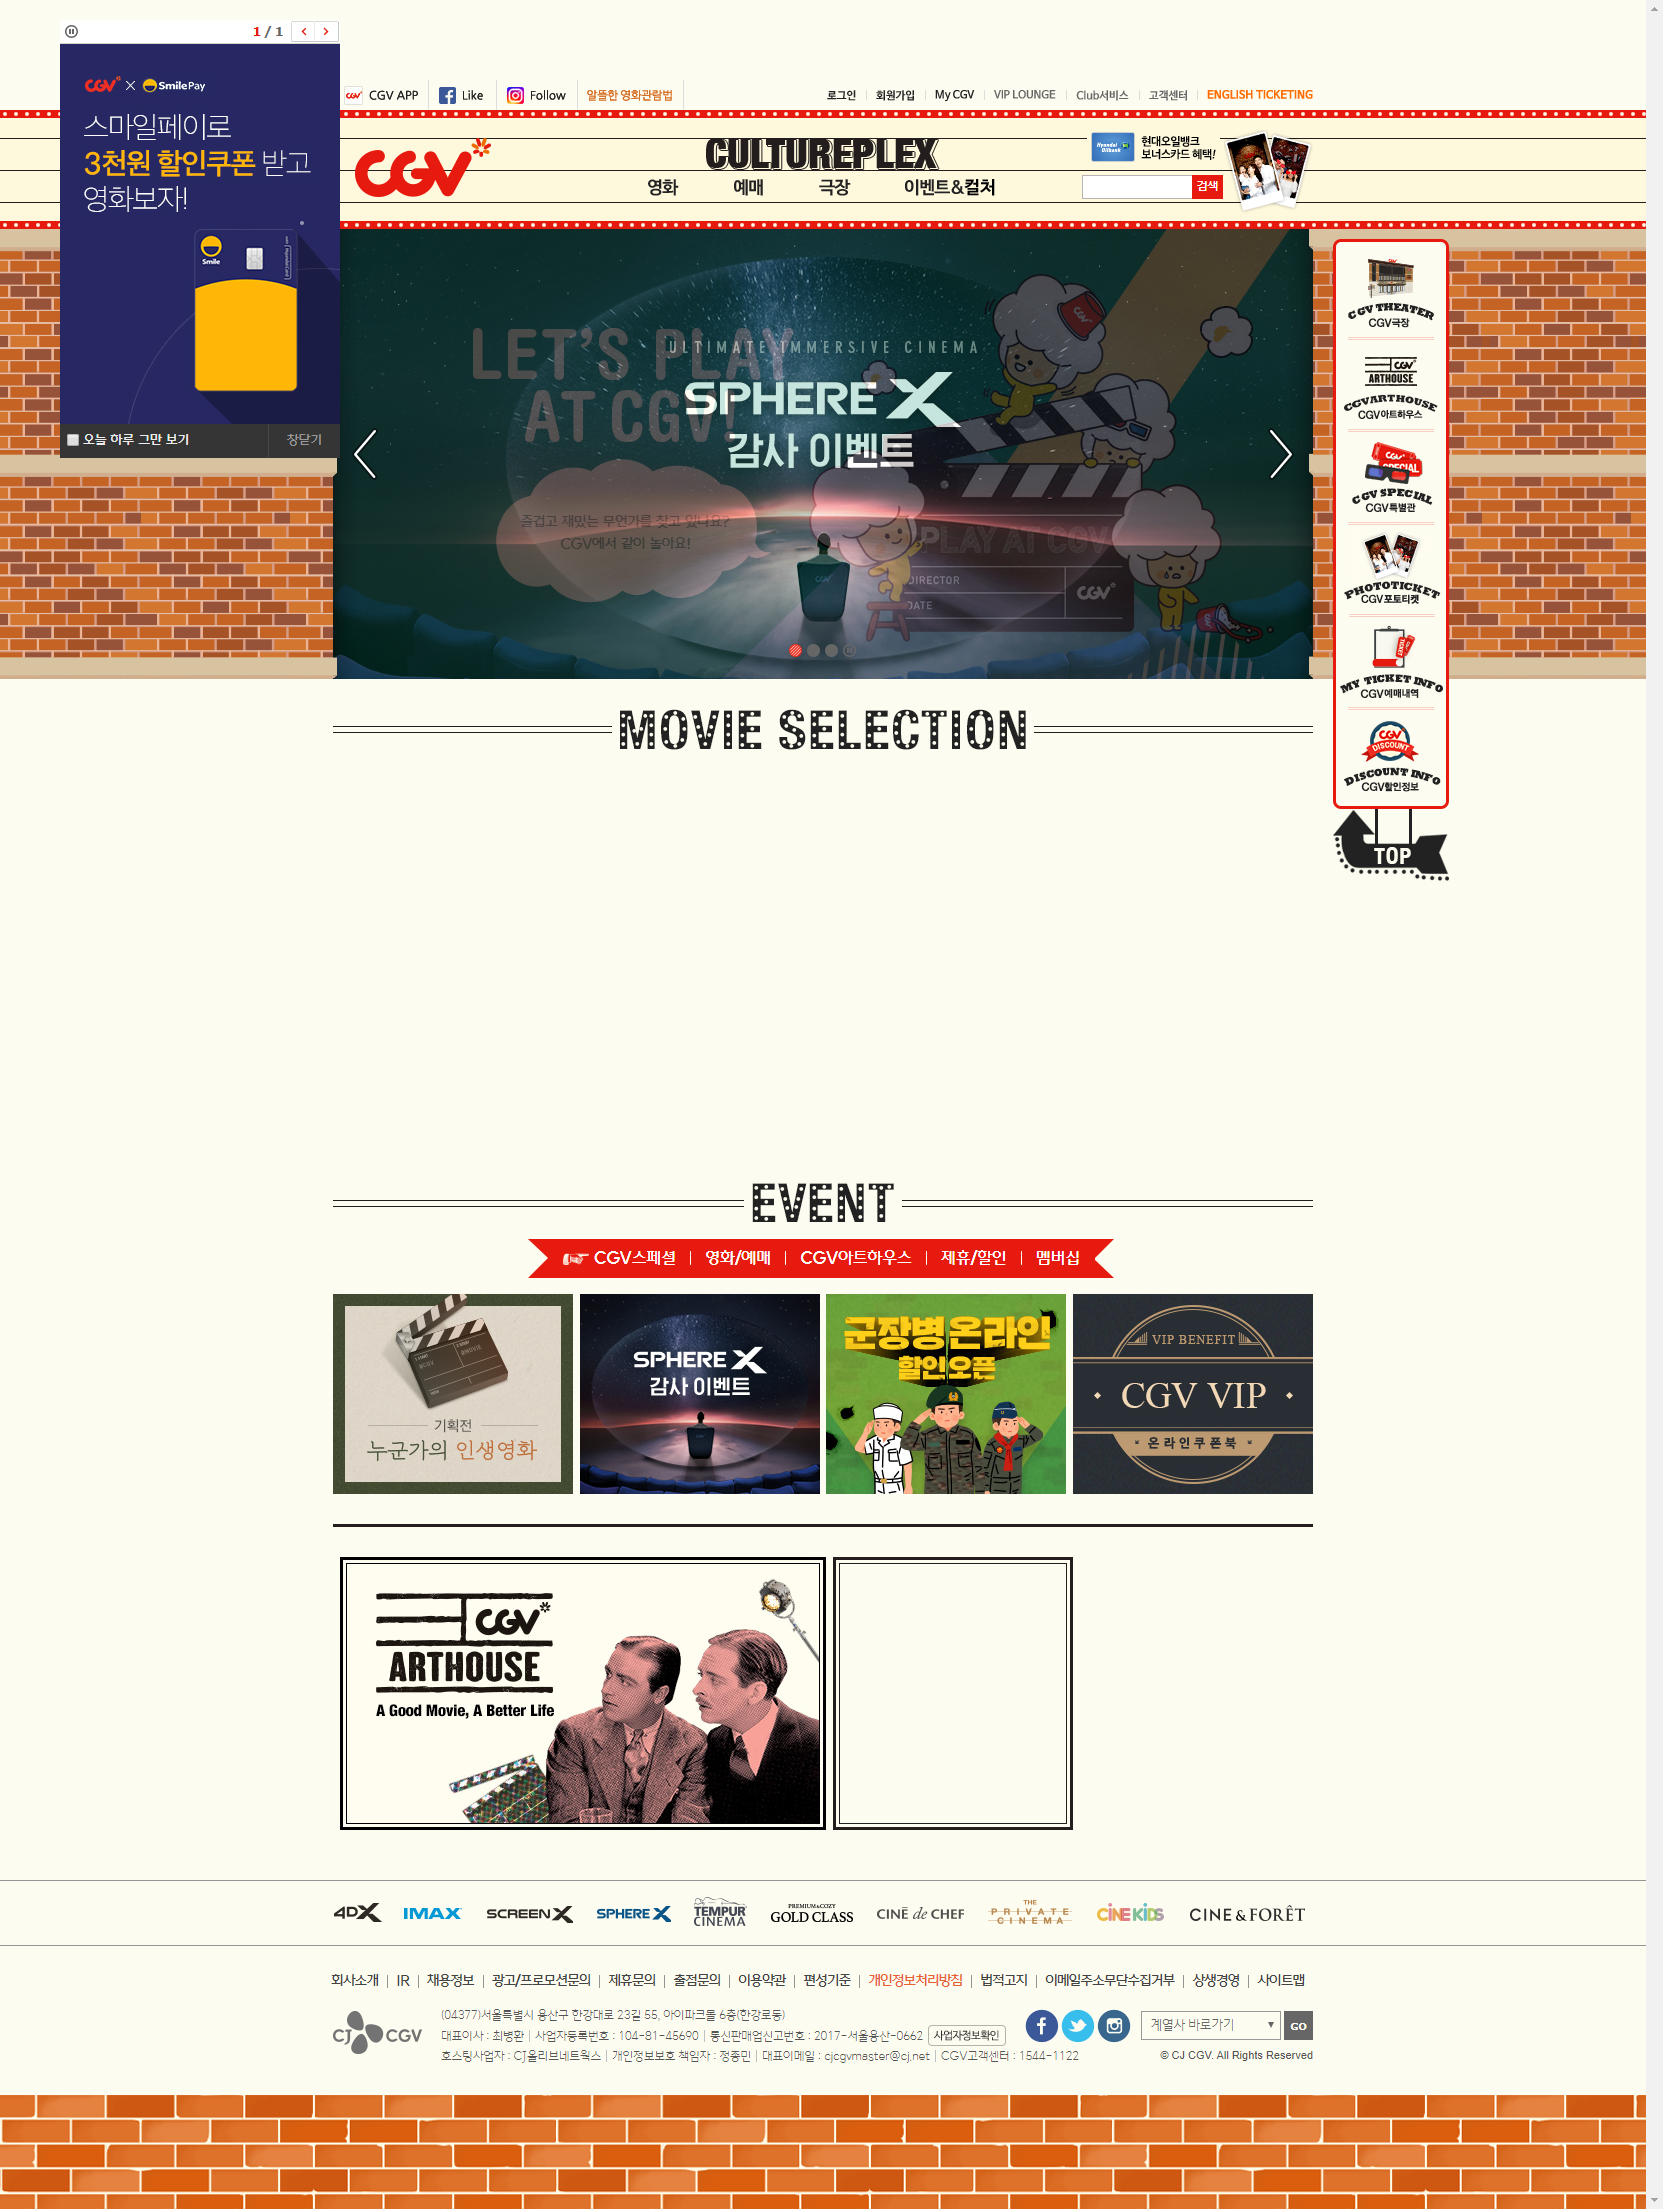 1 / 1
CGV × Smile Pay
스마일페이로
3천원 할인쿠폰 받고
영화보자!
Smile
오늘 하루 그만 보기
창닫기
CGV APP
Like
Follow
알뜰한 영화관람법
로그인
회원가입
My CGV
VIP LOUNGE
Club서비스
고객센터
ENGLISH TICKETING
CGV
CULTUREPLEX
영화
예매
극장
이벤트&컬처
현대오일뱅크
보너스카드 혜택!
검색
LET'S PLAY
AT CGV!
ULTIMATE IMMERSIVE CINEMA
SPHERE X
감사 이벤트
즐겁고 재밌는 무언가를 찾고 있나요?
CGV에서 같이 놀아요!
PLAY AT CGV
DIRECTOR
DATE
CGV
CGV THEATER
CGV극장
CGV
ARTHOUSE
CGV ARTHOUSE
CGV아트하우스
CGV SPECIAL
CGV SPECIAL
CGV특별관
PHOTOTICKET
CGV포토티켓
TICKET
MY TICKET INFO
CGV예매내역
CGV
DISCOUNT
DISCOUNT INFO
CGV할인정보
TOP
MOVIE SELECTION
EVENT
CGV스페셜
영화/예매
CGV아트하우스
제휴/할인
멤버십
기획전
누군가의 인생영화
SPHERE X
감사 이벤트
군장병 온라인
할인오픈
VIP BENEFIT
CGV VIP
온라인쿠폰북
CGV
ARTHOUSE
A Good Movie, A Better Life
4DX
IMAX
SCREENX
SPHEREX
TEMPUR
CINEMA
PREMIUM&COZY
GOLD CLASS
CINÉ de CHEF
THE
PRIVATE
CINEMA
CINE KIDS
CINE & FORÊT
회사소개 | IR | 채용정보 | 광고/프로모션문의 | 제휴문의 | 출점문의 | 이용약관 | 편성기준 | 개인정보처리방침 | 법적고지 | 이메일주소무단수집거부 | 상생경영 | 사이트맵
CJ CGV
(04377)서울특별시 용산구 한강대로 23길 55, 아이파크몰 6층(한강로동)
대표이사 : 최병환 | 사업자등록번호 : 104-81-45690 | 통신판매업신고번호 : 2017-서울용산-0662 사업자정보확인
호스팅사업자 : CJ올리브네트웍스 | 개인정보보호 책임자 : 정종민 | 대표이메일 : cjcgvmaster@cj.net | CGV고객센터 : 1544-1122
계열사 바로가기
GO
© CJ CGV. All Rights Reserved